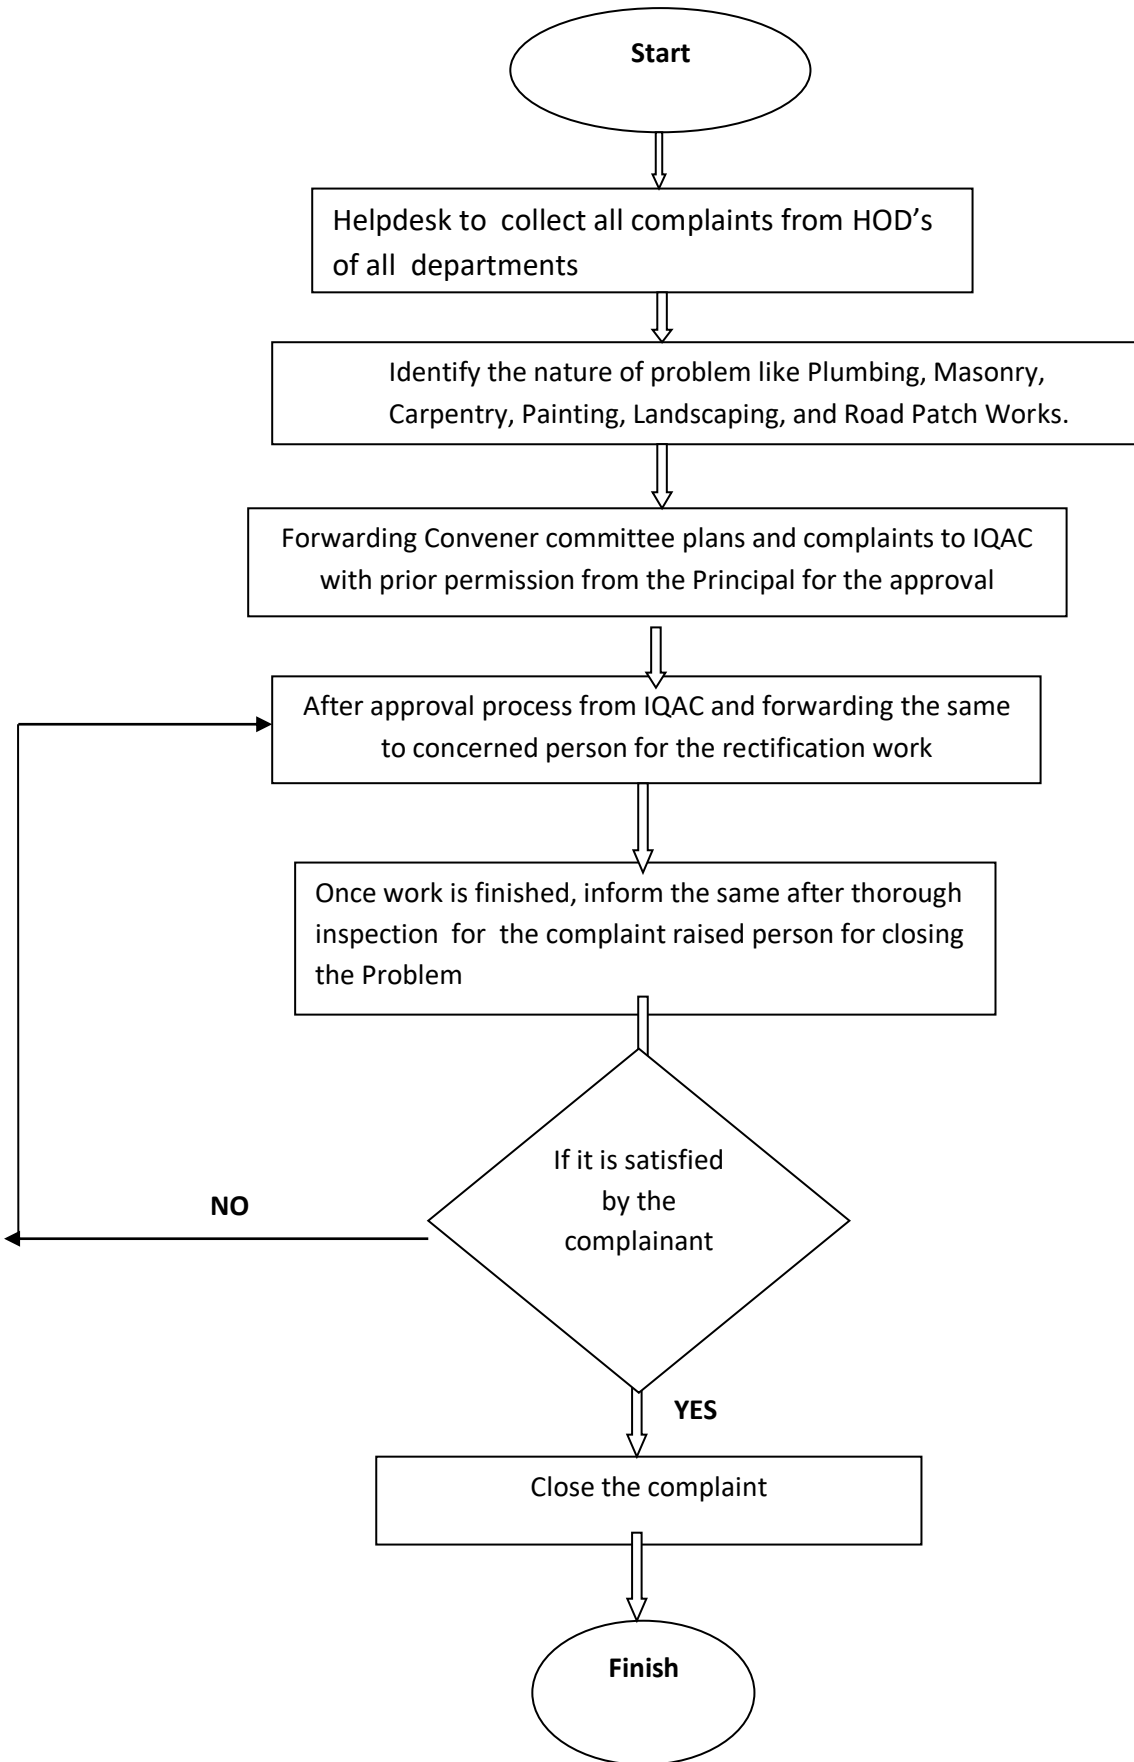 Start
Helpdesk to collect all complaints from HOD’s
of all departments
Identify the nature of problem like Plumbing, Masonry,
Carpentry, Painting, Landscaping, and Road Patch Works.
Forwarding Convener committee plans and complaints to IQAC
with prior permission from the Principal for the approval
After approval process from IQAC and forwarding the same
to concerned person for the rectification work
Once work is finished, inform the same after thorough
inspection for the complaint raised person for closing
the Problem
If it is satisfied
by the
complainant
NO
YES
Close the complaint
Finish